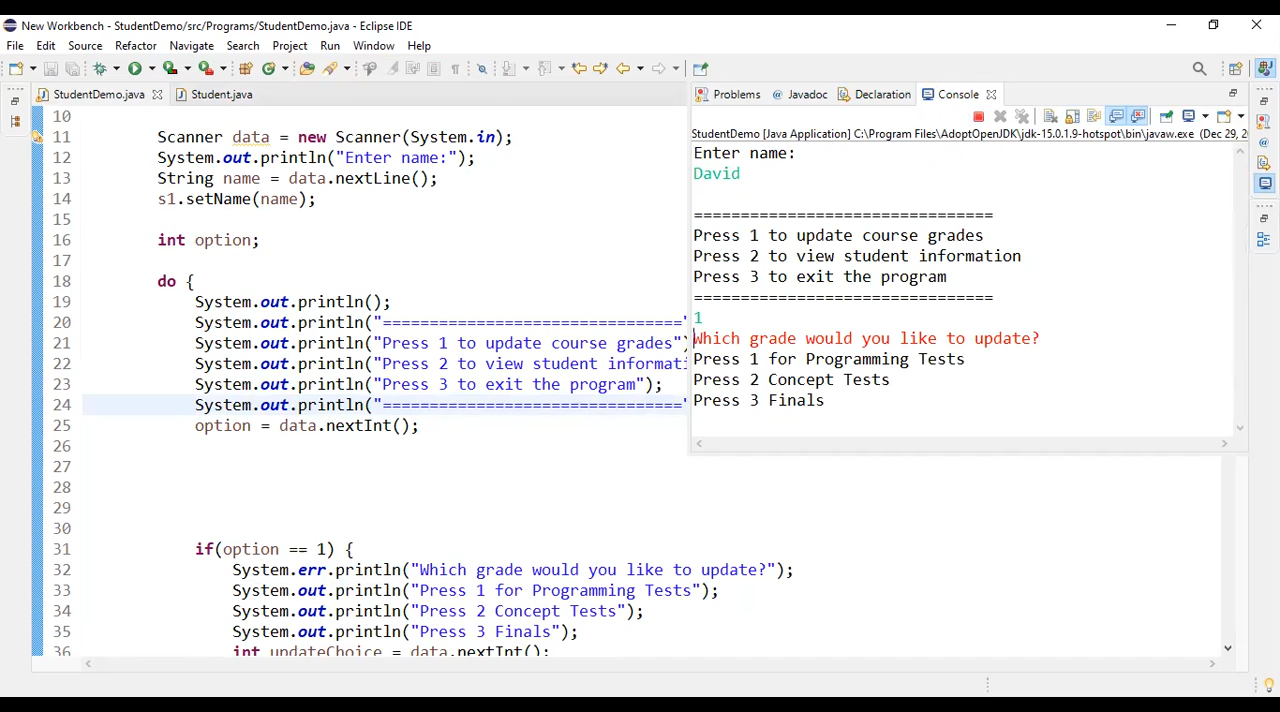 New Workbench - StudentDemo/src/Programs/StudentDemo.java - Eclipse IDE
File Edit Source Refactor Navigate Search Project Run Window Help
StudentDemo.java Student.java
10
11 Scanner data = new Scanner(System.in);
12 System.out.println("Enter name:");
13 String name = data.nextLine();
14 s1.setName(name);
15
16 int option;
17
18 do {
19 System.out.println();
20 System.out.println("================================"
21 System.out.println("Press 1 to update course grades")
22 System.out.println("Press 2 to view student informati
23 System.out.println("Press 3 to exit the program");
24 System.out.println("================================"
25 option = data.nextInt();
26
27
28
29
30
31 if(option == 1) {
32 System.err.println("Which grade would you like to update?");
33 System.out.println("Press 1 for Programming Tests");
34 System.out.println("Press 2 Concept Tests");
35 System.out.println("Press 3 Finals");
36 int updateChoice = data.nextInt();
Problems Javadoc Declaration Console
StudentDemo [Java Application] C:\Program Files\AdoptOpenJDK\jdk-15.0.1.9-hotspot\bin\javaw.exe (Dec 29, 2
Enter name:
David
================================
Press 1 to update course grades
Press 2 to view student information
Press 3 to exit the program
================================
1
Which grade would you like to update?
Press 1 for Programming Tests
Press 2 Concept Tests
Press 3 Finals